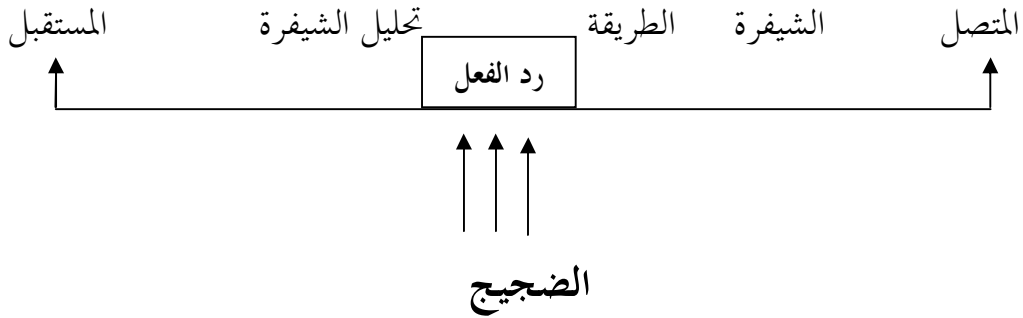 المتصل الشيفرة الطريقة تحليل الشيفرة المستقبل
رد الفعل
الضجيج